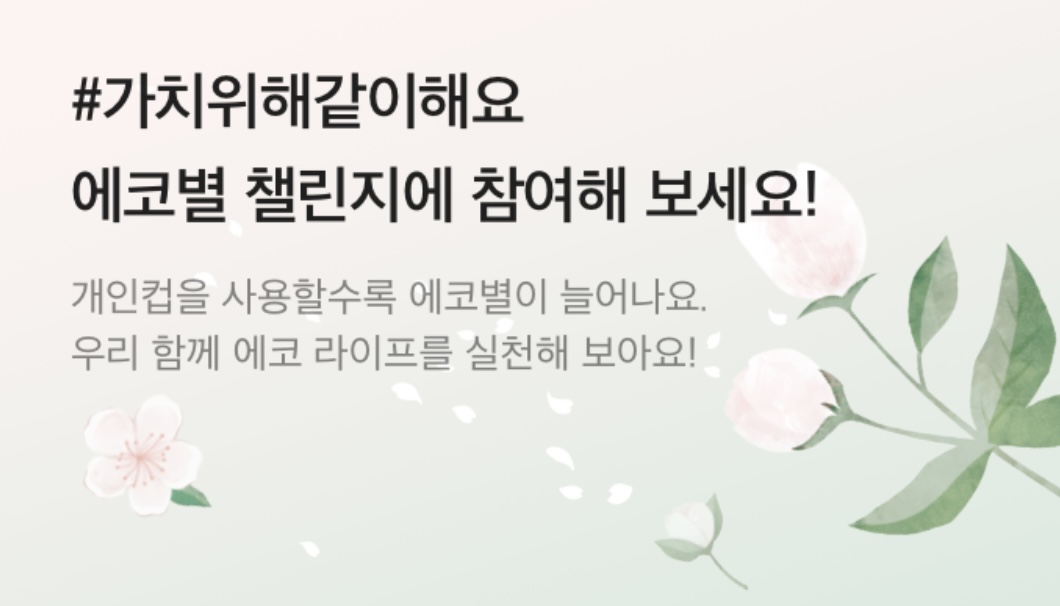 #가치위해같이해요
에코별 챌린지에 참여해 보세요!
개인컵을 사용할수록 에코별이 늘어나요.
우리 함께 에코 라이프를 실천해 보아요!